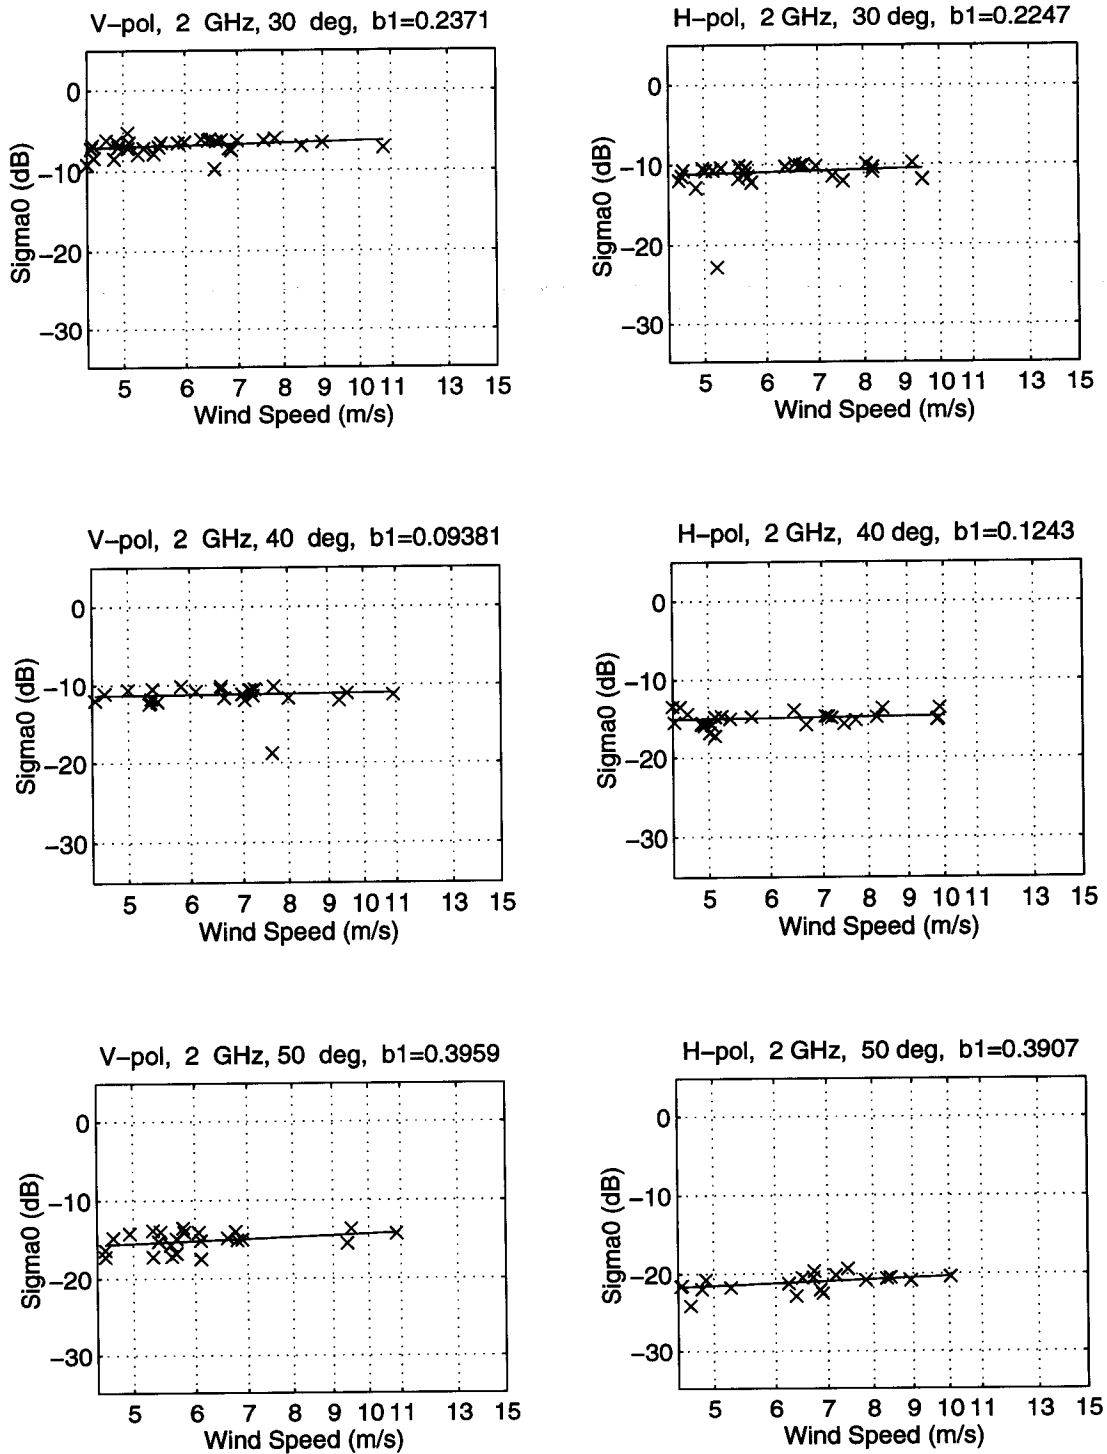 V-pol, 2 GHz, 30 deg, b1=0.2371
0
-10
-20
-30
Sigma0 (dB)
5 6 7 8 9 10 11 13 15
Wind Speed (m/s)
H-pol, 2 GHz, 30 deg, b1=0.2247
0
-10
-20
-30
Sigma0 (dB)
5 6 7 8 9 10 11 13 15
Wind Speed (m/s)
V-pol, 2 GHz, 40 deg, b1=0.09381
0
-10
-20
-30
Sigma0 (dB)
5 6 7 8 9 10 11 13 15
Wind Speed (m/s)
H-pol, 2 GHz, 40 deg, b1=0.1243
0
-10
-20
-30
Sigma0 (dB)
5 6 7 8 9 10 11 13 15
Wind Speed (m/s)
V-pol, 2 GHz, 50 deg, b1=0.3959
0
-10
-20
-30
Sigma0 (dB)
5 6 7 8 9 10 11 13 15
Wind Speed (m/s)
H-pol, 2 GHz, 50 deg, b1=0.3907
0
-10
-20
-30
Sigma0 (dB)
5 6 7 8 9 10 11 13 15
Wind Speed (m/s)